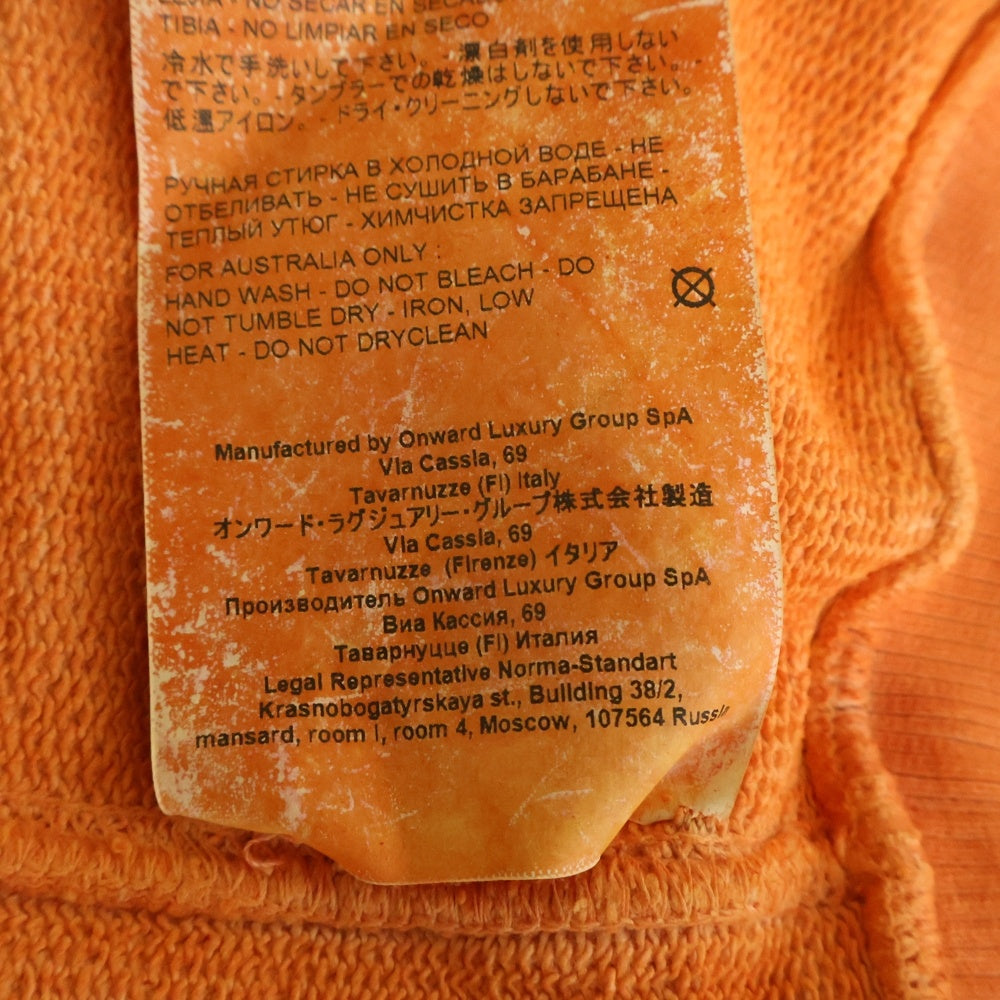 LEJÍA - NO SECAR EN SECADO
TIBIA - NO LIMPIAR EN SECO
冷水で手洗いして下さい。 - 漂白剤を使用しない
で下さい。 - タンブラーでの乾燥はしないで下さい。 -
低温アイロン。 - ドライ・クリーニングしないで下さい。
РУЧНАЯ СТИРКА В ХОЛОДНОЙ ВОДЕ - НЕ
ОТБЕЛИВАТЬ - НЕ СУШИТЬ В БАРАБАНЕ -
ТЕПЛЫЙ УТЮГ - ХИМЧИСТКА ЗАПРЕЩЕНА
FOR AUSTRALIA ONLY :
HAND WASH - DO NOT BLEACH - DO
NOT TUMBLE DRY - IRON, LOW
HEAT - DO NOT DRYCLEAN
Manufactured by Onward Luxury Group SpA
Via Cassia, 69
Tavarnuzze (FI) Italy
オンワード・ラグジュアリー・グループ株式会社製造
Via Cassia, 69
Tavarnuzze (Firenze) イタリア
Производитель Onward Luxury Group SpA
Виа Кассия, 69
Таварнуцце (FI) Италия
Legal Representative Norma-Standart
Krasnobogatyrskaya st., Building 38/2,
mansard, room I, room 4, Moscow, 107564 Russia